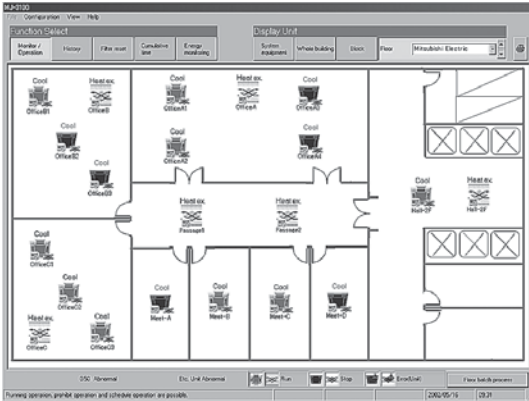 MJ-0100
File Configuration View Help
Function Select
Display Unit
Monitor / Operation
History
Filter reset
Cumulative time
Energy monitoring
System equipment
Whole building
Block
Floor
Mitsubishi Electric
Cool
OfficeB1
Heat ex.
OfficeB
Cool
OfficeA1
Heat ex.
OfficeA
Cool
OfficeA3
Cool
OfficeB2
Cool
OfficeA2
Cool
OfficeA4
Cool
OfficeB3
Cool
Hall-2F
Heat ex.
Hall-2F
Heat ex.
Passage1
Heat ex.
Passage2
Cool
OfficeC1
Cool
OfficeC2
Cool
Meet-A
Cool
Meet-B
Cool
Meet-C
Cool
Meet-D
Heat ex.
OfficeC
Cool
OfficeC3
Abnormal
Etc. Unit Abnormal
Run
Stop
Error(Unit)
Floor batch process
Running operation, prohibit operation and schedule operation are possible.
2002/05/16